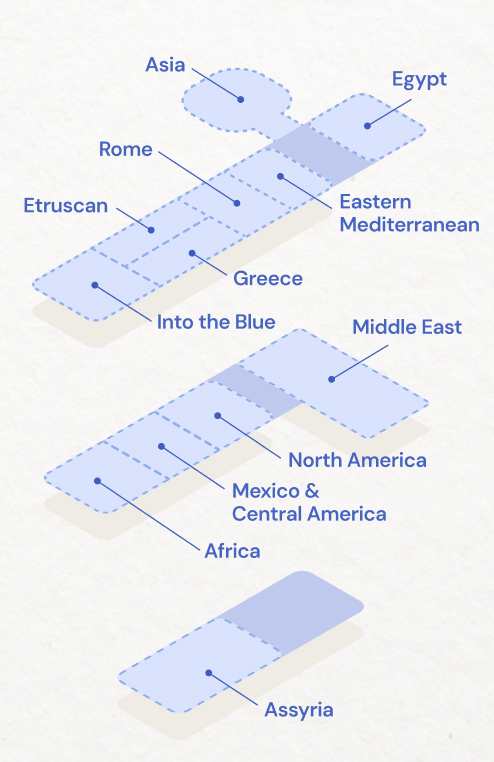 Asia
Egypt
Rome
Etruscan
Eastern
Mediterranean
Greece
Into the Blue
Middle East
North America
Mexico &
Central America
Africa
Assyria